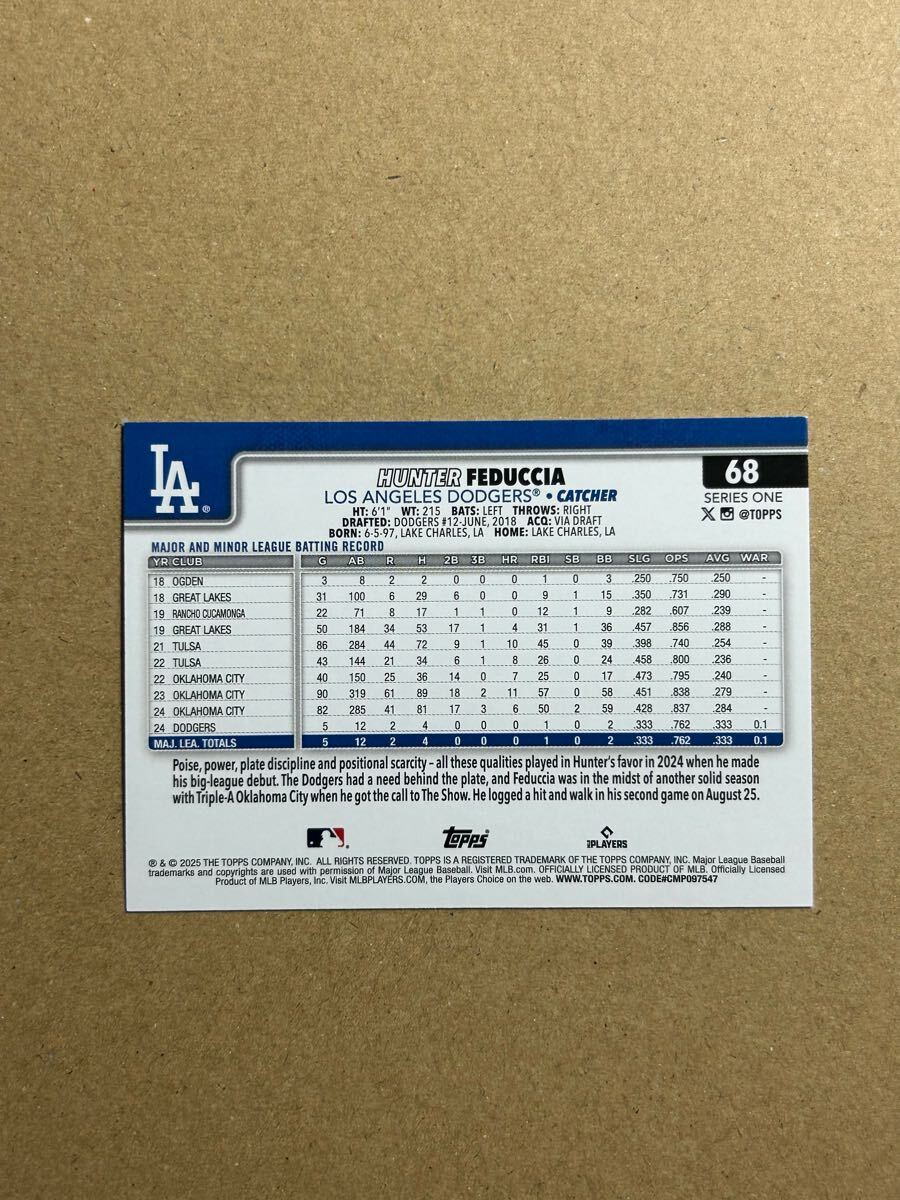 LA ®
HUNTER FEDUCCIA
68
LOS ANGELES DODGERS® • CATCHER
SERIES ONE
HT: 6'1" WT: 215 BATS: LEFT THROWS: RIGHT
@TOPPS
DRAFTED: DODGERS #12-JUNE, 2018 ACQ: VIA DRAFT
BORN: 6-5-97, LAKE CHARLES, LA HOME: LAKE CHARLES, LA
MAJOR AND MINOR LEAGUE BATTING RECORD
YR CLUB G AB R H 2B 3B HR RBI SB BB SLG OPS AVG WAR
18 OGDEN 3 8 2 2 0 0 0 1 0 3 .250 .750 .250 -
18 GREAT LAKES 31 100 6 29 6 0 0 9 1 15 .350 .731 .290 -
19 RANCHO CUCAMONGA 22 71 8 17 1 1 0 12 1 9 .282 .607 .239 -
19 GREAT LAKES 50 184 34 53 17 1 4 31 1 36 .457 .856 .288 -
21 TULSA 86 284 44 72 9 1 10 45 0 39 .398 .740 .254 -
22 TULSA 43 144 21 34 6 1 8 26 0 24 .458 .800 .236 -
22 OKLAHOMA CITY 40 150 25 36 14 0 7 25 0 17 .473 .795 .240 -
23 OKLAHOMA CITY 90 319 61 89 18 2 11 57 0 58 .451 .838 .279 -
24 OKLAHOMA CITY 82 285 41 81 17 3 6 50 2 59 .428 .837 .284 -
24 DODGERS 5 12 2 4 0 0 0 1 0 2 .333 .762 .333 0.1
MAJ. LEA. TOTALS 5 12 2 4 0 0 0 1 0 2 .333 .762 .333 0.1
Poise, power, plate discipline and positional scarcity – all these qualities played in Hunter's favor in 2024 when he made
his big-league debut. The Dodgers had a need behind the plate, and Feduccia was in the midst of another solid season
with Triple-A Oklahoma City when he got the call to The Show. He logged a hit and walk in his second game on August 25.
topps
PLAYERS
® & © 2025 THE TOPPS COMPANY, INC. ALL RIGHTS RESERVED. TOPPS IS A REGISTERED TRADEMARK OF THE TOPPS COMPANY, INC. Major League Baseball
trademarks and copyrights are used with permission of Major League Baseball. Visit MLB.com. OFFICIALLY LICENSED PRODUCT OF MLB. Officially Licensed
Product of MLB Players, Inc. Visit MLBPLAYERS.COM, the Players Choice on the web. WWW.TOPPS.COM. CODE#CMP097547